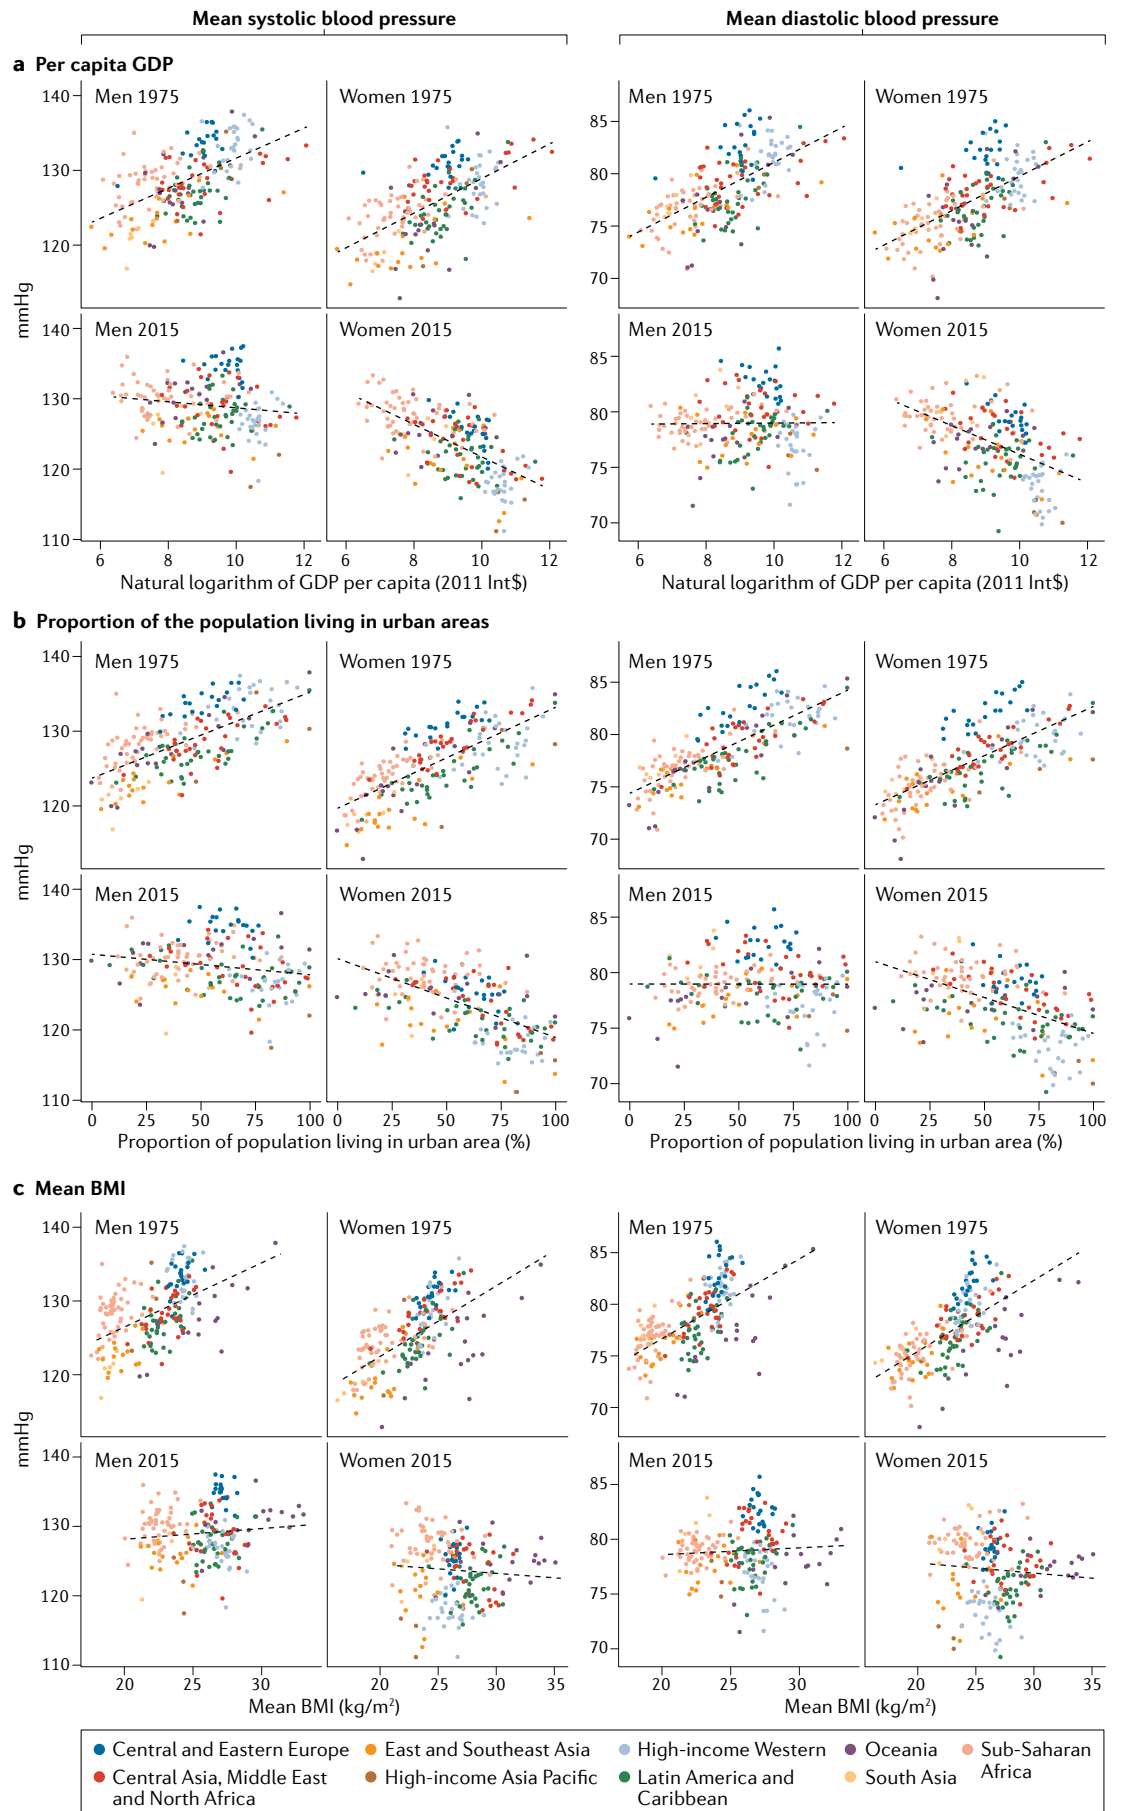 Mean systolic blood pressure
Mean diastolic blood pressure
a Per capita GDP
Men 1975
Women 1975
Men 1975
Women 1975
140
130
120
85
80
75
70
mmHg
Men 2015
Women 2015
Men 2015
Women 2015
140
130
120
110
85
80
75
70
6 8 10 12
6 8 10 12
6 8 10 12
6 8 10 12
Natural logarithm of GDP per capita (2011 Int$)
Natural logarithm of GDP per capita (2011 Int$)
b Proportion of the population living in urban areas
Men 1975
Women 1975
Men 1975
Women 1975
140
130
120
85
80
75
70
mmHg
Men 2015
Women 2015
Men 2015
Women 2015
140
130
120
110
85
80
75
70
0 25 50 75 100
0 25 50 75 100
0 25 50 75 100
0 25 50 75 100
Proportion of population living in urban area (%)
Proportion of population living in urban area (%)
c Mean BMI
Men 1975
Women 1975
Men 1975
Women 1975
140
130
120
85
80
75
70
mmHg
Men 2015
Women 2015
Men 2015
Women 2015
140
130
120
110
85
80
75
70
20 25 30
20 25 30 35
20 25 30
20 25 30 35
Mean BMI (kg/m²)
Mean BMI (kg/m²)
Central and Eastern Europe
Central Asia, Middle East
and North Africa
East and Southeast Asia
High-income Asia Pacific
High-income Western
Latin America and
Caribbean
Oceania
South Asia
Sub-Saharan
Africa